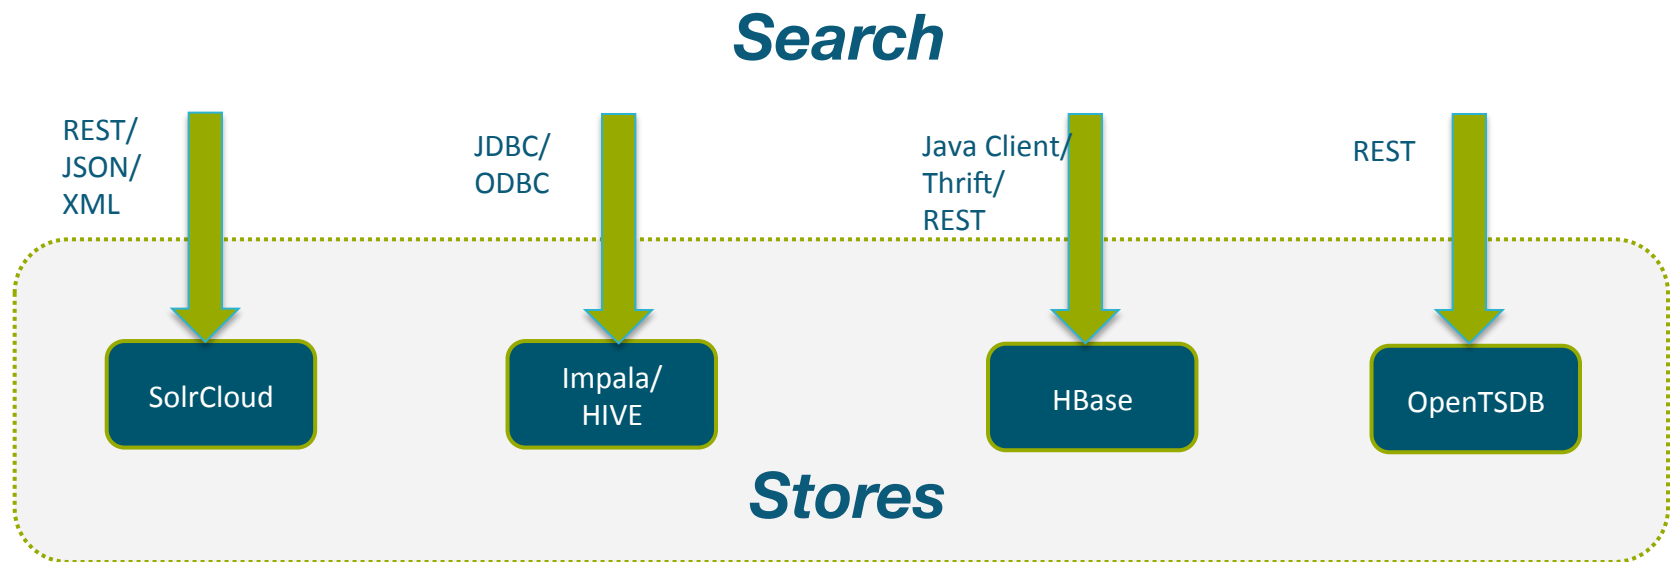 Search
REST/
JSON/
XML
JDBC/
ODBC
Java Client/
Thrift/
REST
REST
SolrCloud
Impala/
HIVE
HBase
OpenTSDB
Stores